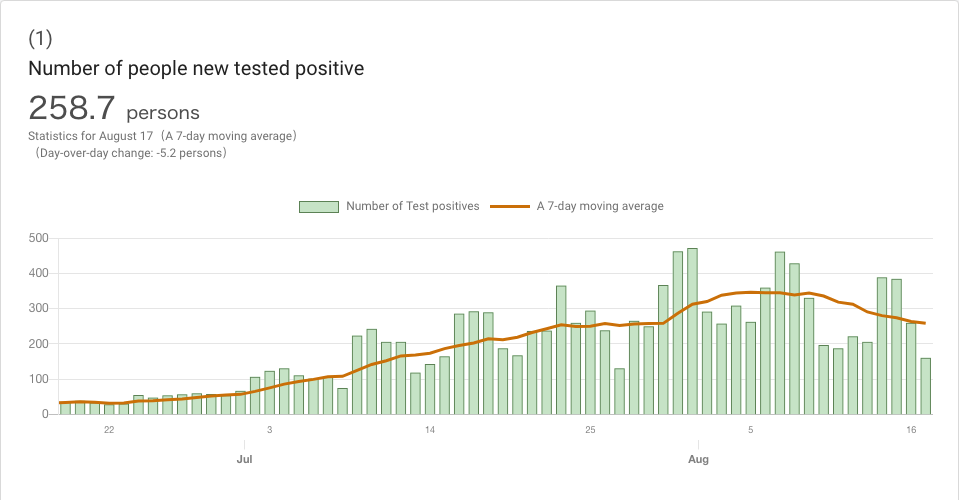 (1)
Number of people new tested positive
258.7 persons
Statistics for August 17（A 7-day moving average）
（Day-over-day change: -5.2 persons）
Number of Test positives A 7-day moving average
500
400
300
200
100
0
22 3 14 25 5 16
Jul Aug